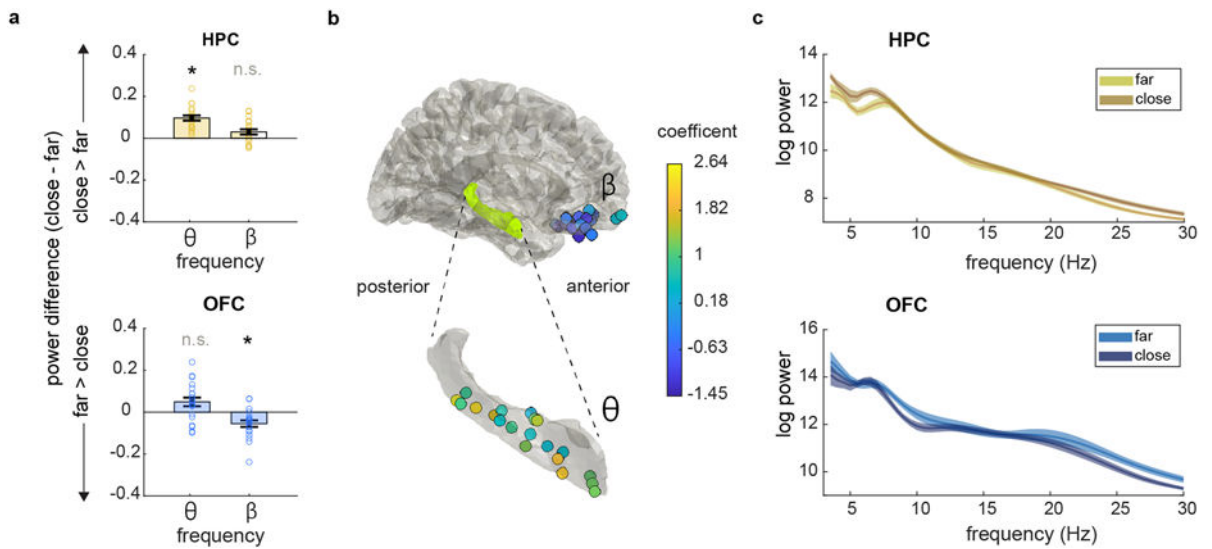 a
power difference (close - far)
far > close
close > far
HPC
0.4
0.2
0
-0.2
-0.4
*
n.s.
θ
β
frequency
OFC
0.4
0.2
0
-0.2
-0.4
n.s.
*
θ
β
frequency
b
β
posterior
anterior
θ
coefficent
2.64
1.82
1
0.18
-0.63
-1.45
c
HPC
log power
14
12
10
8
far
close
5
10
15
20
25
30
frequency (Hz)
OFC
log power
16
14
12
10
far
close
5
10
15
20
25
30
frequency (Hz)